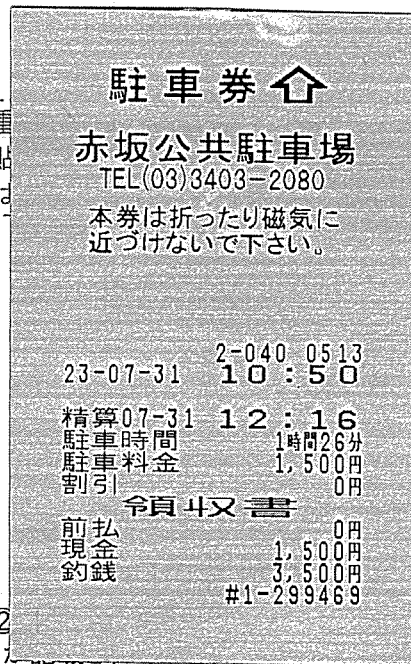 駐車券⇧
赤坂公共駐車場
TEL(03)3403-2080
本券は折ったり磁気に
近づけないで下さい。
2-040 0513
23-07-31 10:50
精算07-31 12:16
駐車時間 1時間26分
駐車料金 1,500円
割引 0円
領収書
前払 0円
現金 1,500円
釣銭 3,500円
#1-299469